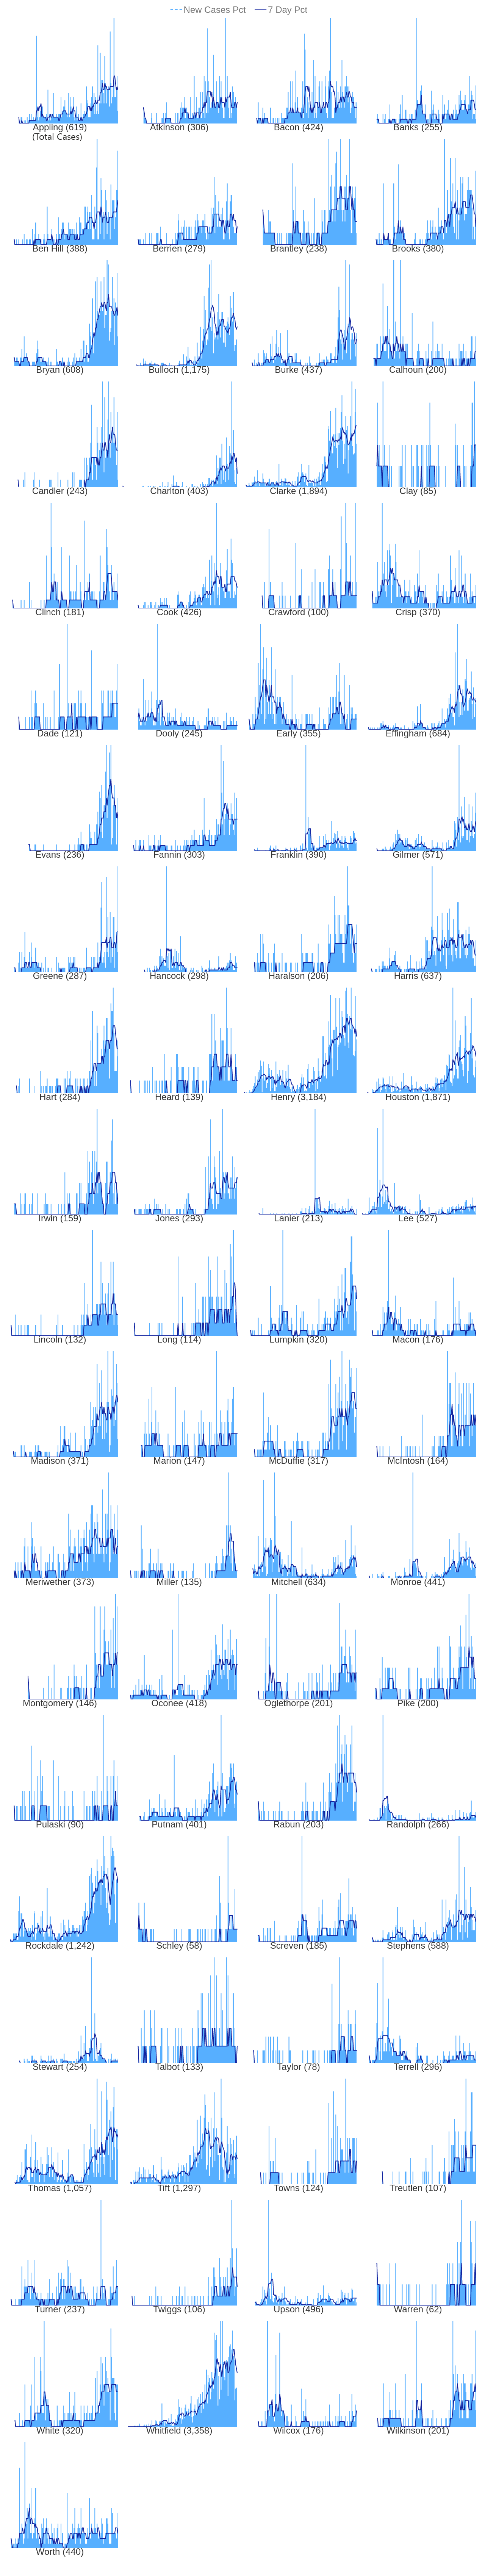 New Cases Pct 7 Day Pct
Appling (619) Atkinson (306) Bacon (424) Banks (255)
(Total Cases)
Ben Hill (388) Berrien (279) Brantley (238) Brooks (380)
Bryan (608) Bulloch (1,175) Burke (437) Calhoun (200)
Candler (243) Charlton (403) Clarke (1,894) Clay (85)
Clinch (181) Cook (426) Crawford (100) Crisp (370)
Dade (121) Dooly (245) Early (355) Effingham (684)
Evans (236) Fannin (303) Franklin (390) Gilmer (571)
Greene (287) Hancock (298) Haralson (206) Harris (637)
Hart (284) Heard (139) Henry (3,184) Houston (1,871)
Irwin (159) Jones (293) Lanier (213) Lee (527)
Lincoln (132) Long (114) Lumpkin (320) Macon (176)
Madison (371) Marion (147) McDuffie (317) McIntosh (164)
Meriwether (373) Miller (135) Mitchell (634) Monroe (441)
Montgomery (146) Oconee (418) Oglethorpe (201) Pike (200)
Pulaski (90) Putnam (401) Rabun (203) Randolph (266)
Rockdale (1,242) Schley (58) Screven (185) Stephens (588)
Stewart (254) Talbot (133) Taylor (78) Terrell (296)
Thomas (1,057) Tift (1,297) Towns (124) Treutlen (107)
Turner (237) Twiggs (106) Upson (496) Warren (62)
White (320) Whitfield (3,358) Wilcox (176) Wilkinson (201)
Worth (440)